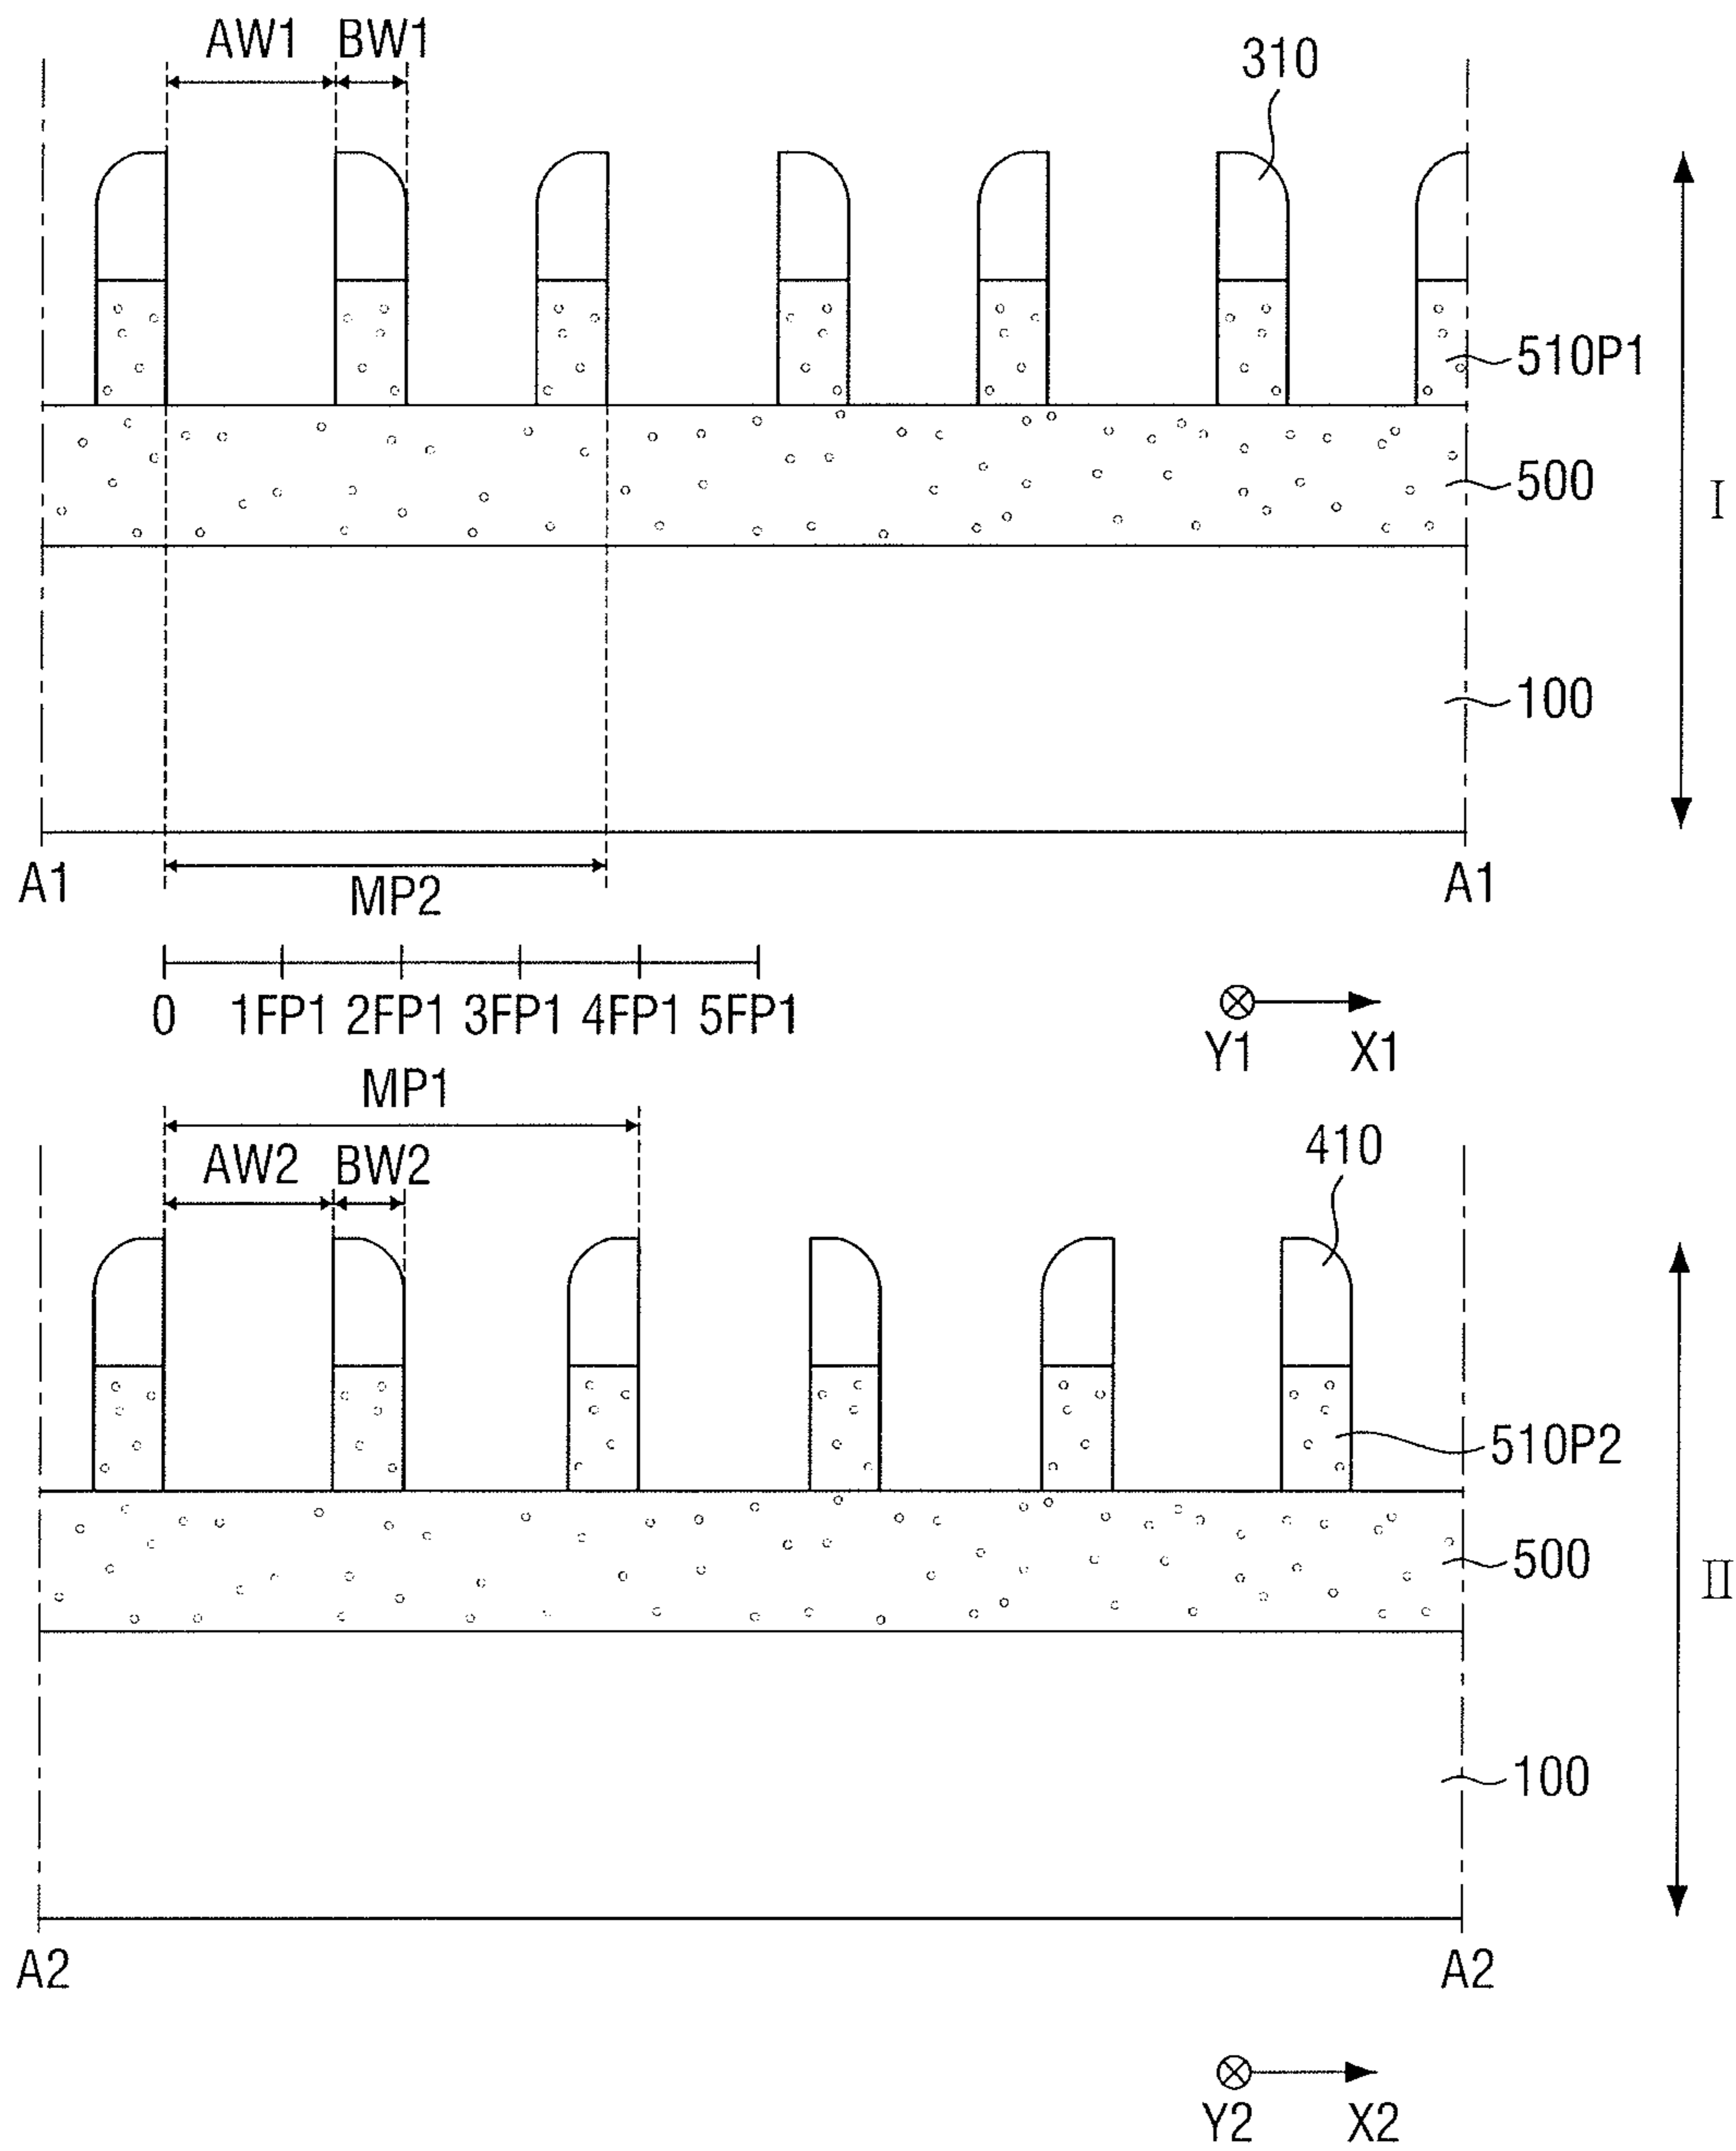 AW1 BW1
310
510P1
500
I
100
A1 A1
MP2
0 1FP1 2FP1 3FP1 4FP1 5FP1
Y1 X1
MP1
AW2 BW2
410
510P2
500
II
100
A2 A2
Y2 X2